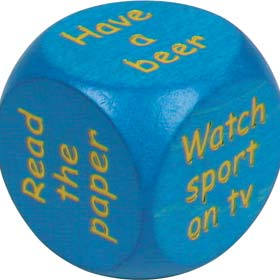 Have
a
beer
Read
the
paper
Watch
sport
on tv